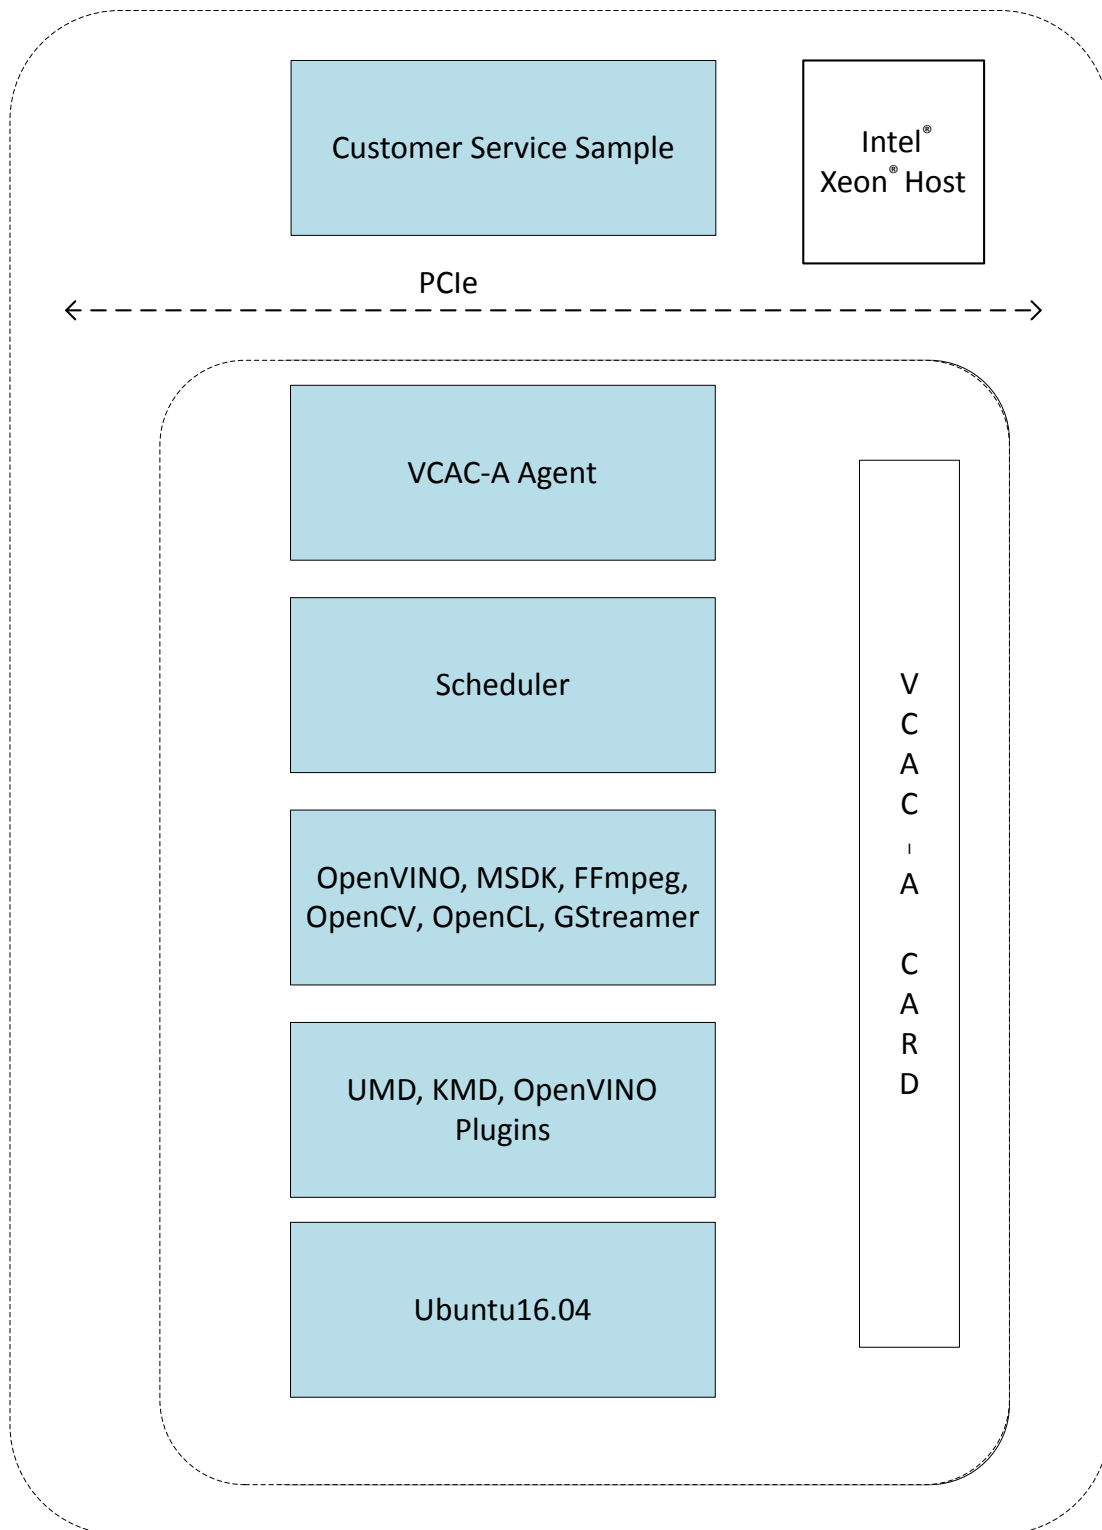 Customer Service Sample
Intel®
Xeon® Host
PCIe
VCAC-A Agent
Scheduler
OpenVINO, MSDK, FFmpeg,
OpenCV, OpenCL, GStreamer
UMD, KMD, OpenVINO
Plugins
Ubuntu16.04
V
C
A
C
-
A
C
A
R
D